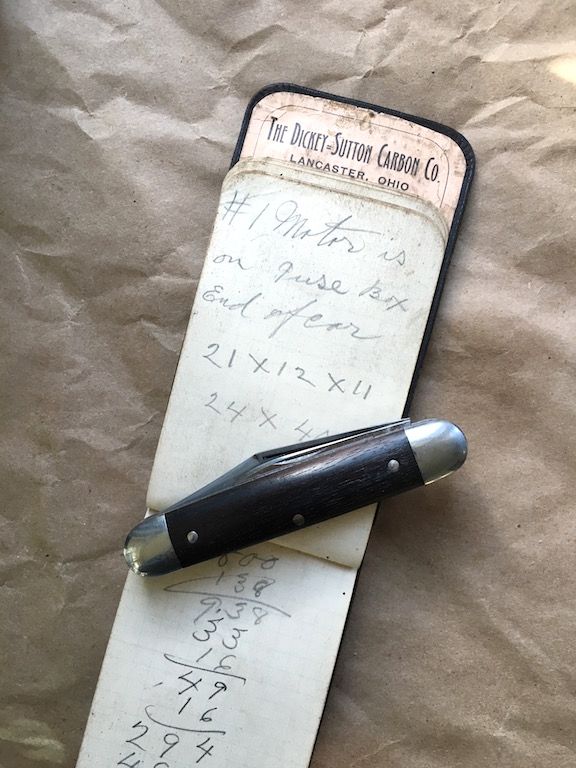 THE DICKEY=SUTTON CARBON CO.
LANCASTER, OHIO
#1 Motor is
on Fuse Box
End of car
21 X 12 X 11
24 X
000
138
938
33
16
49
16
294